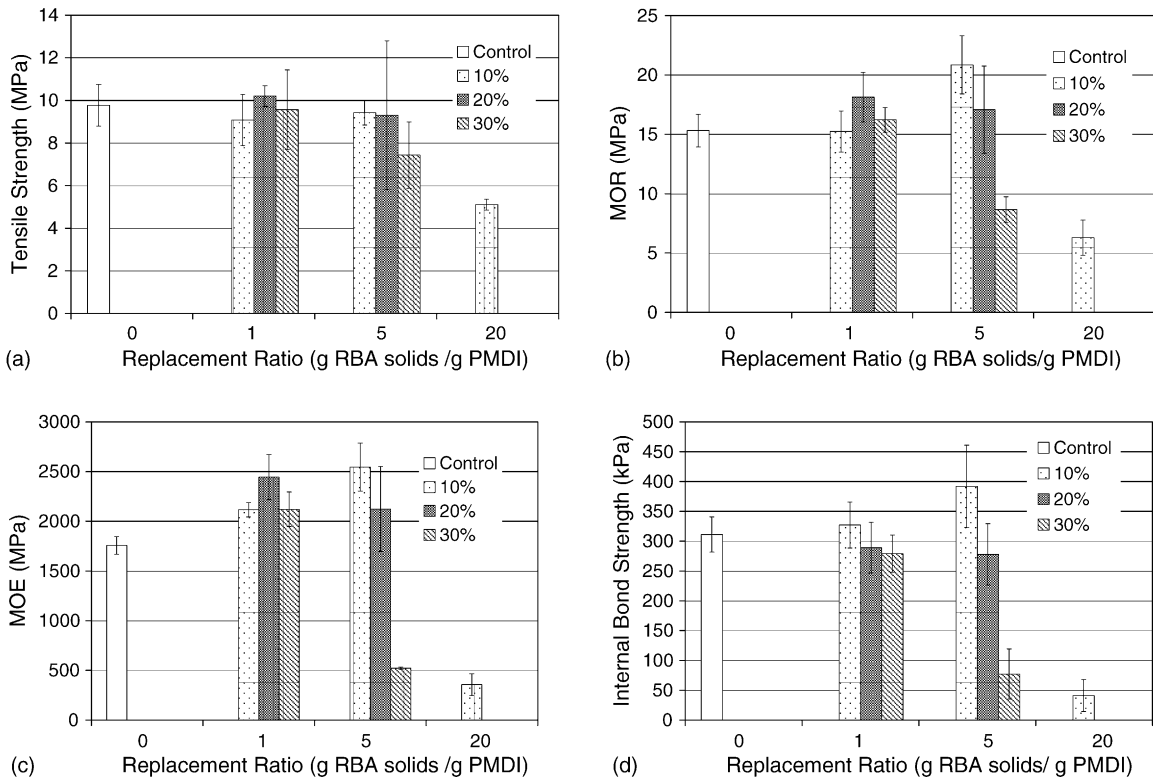 14
12
10
8
6
4
2
0
Tensile Strength (MPa)
Control
10%
20%
30%
0 1 5 20
(a) Replacement Ratio (g RBA solids /g PMDI)
25
20
15
10
5
0
MOR (MPa)
Control
10%
20%
30%
0 1 5 20
(b) Replacement Ratio (g RBA solids/g PMDI)
3000
2500
2000
1500
1000
500
0
MOE (MPa)
Control
10%
20%
30%
0 1 5 20
(c) Replacement Ratio (g RBA solids /g PMDI)
500
450
400
350
300
250
200
150
100
50
0
Internal Bond Strength (kPa)
Control
10%
20%
30%
0 1 5 20
(d) Replacement Ratio (g RBA solids/ g PMDI)